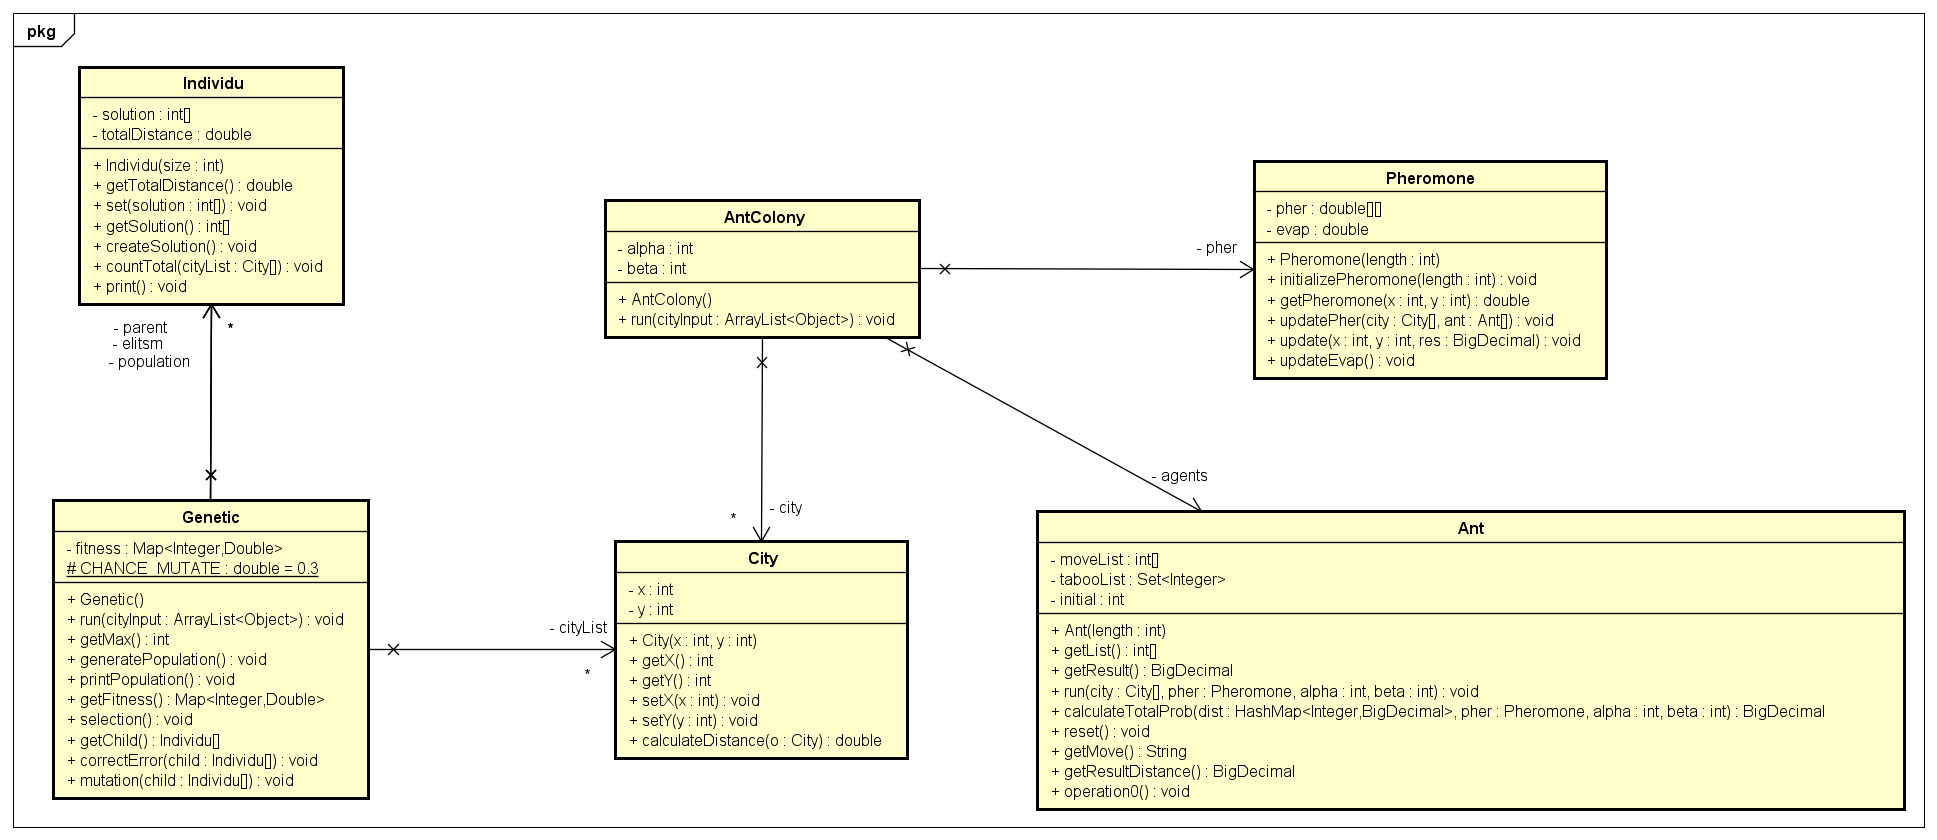 pkg
Individu
- solution : int[]
- totalDistance : double
+ Individu(size : int)
+ getTotalDistance() : double
+ set(solution : int[]) : void
+ getSolution() : int[]
+ createSolution() : void
+ countTotal(cityList : City[]) : void
+ print() : void
- parent
- elitsm
- population
*
Genetic
- fitness : Map<Integer,Double>
# CHANCE_MUTATE : double = 0.3
+ Genetic()
+ run(cityInput : ArrayList<Object>) : void
+ getMax() : int
+ generatePopulation() : void
+ printPopulation() : void
+ getFitness() : Map<Integer,Double>
+ selection() : void
+ getChild() : Individu[]
+ correctError(child : Individu[]) : void
+ mutation(child : Individu[]) : void
- cityList
*
AntColony
- alpha : int
- beta : int
+ AntColony()
+ run(cityInput : ArrayList<Object>) : void
- city
*
City
- x : int
- y : int
+ City(x : int, y : int)
+ getX() : int
+ getY() : int
+ setX(x : int) : void
+ setY(y : int) : void
+ calculateDistance(o : City) : double
- pher
Pheromone
- pher : double[][]
- evap : double
+ Pheromone(length : int)
+ initializePheromone(length : int) : void
+ getPheromone(x : int, y : int) : double
+ updatePher(city : City[], ant : Ant[]) : void
+ update(x : int, y : int, res : BigDecimal) : void
+ updateEvap() : void
- agents
Ant
- moveList : int[]
- tabooList : Set<Integer>
- initial : int
+ Ant(length : int)
+ getList() : int[]
+ getResult() : BigDecimal
+ run(city : City[], pher : Pheromone, alpha : int, beta : int) : void
+ calculateTotalProb(dist : HashMap<Integer,BigDecimal>, pher : Pheromone, alpha : int, beta : int) : BigDecimal
+ reset() : void
+ getMove() : String
+ getResultDistance() : BigDecimal
+ operation0() : void